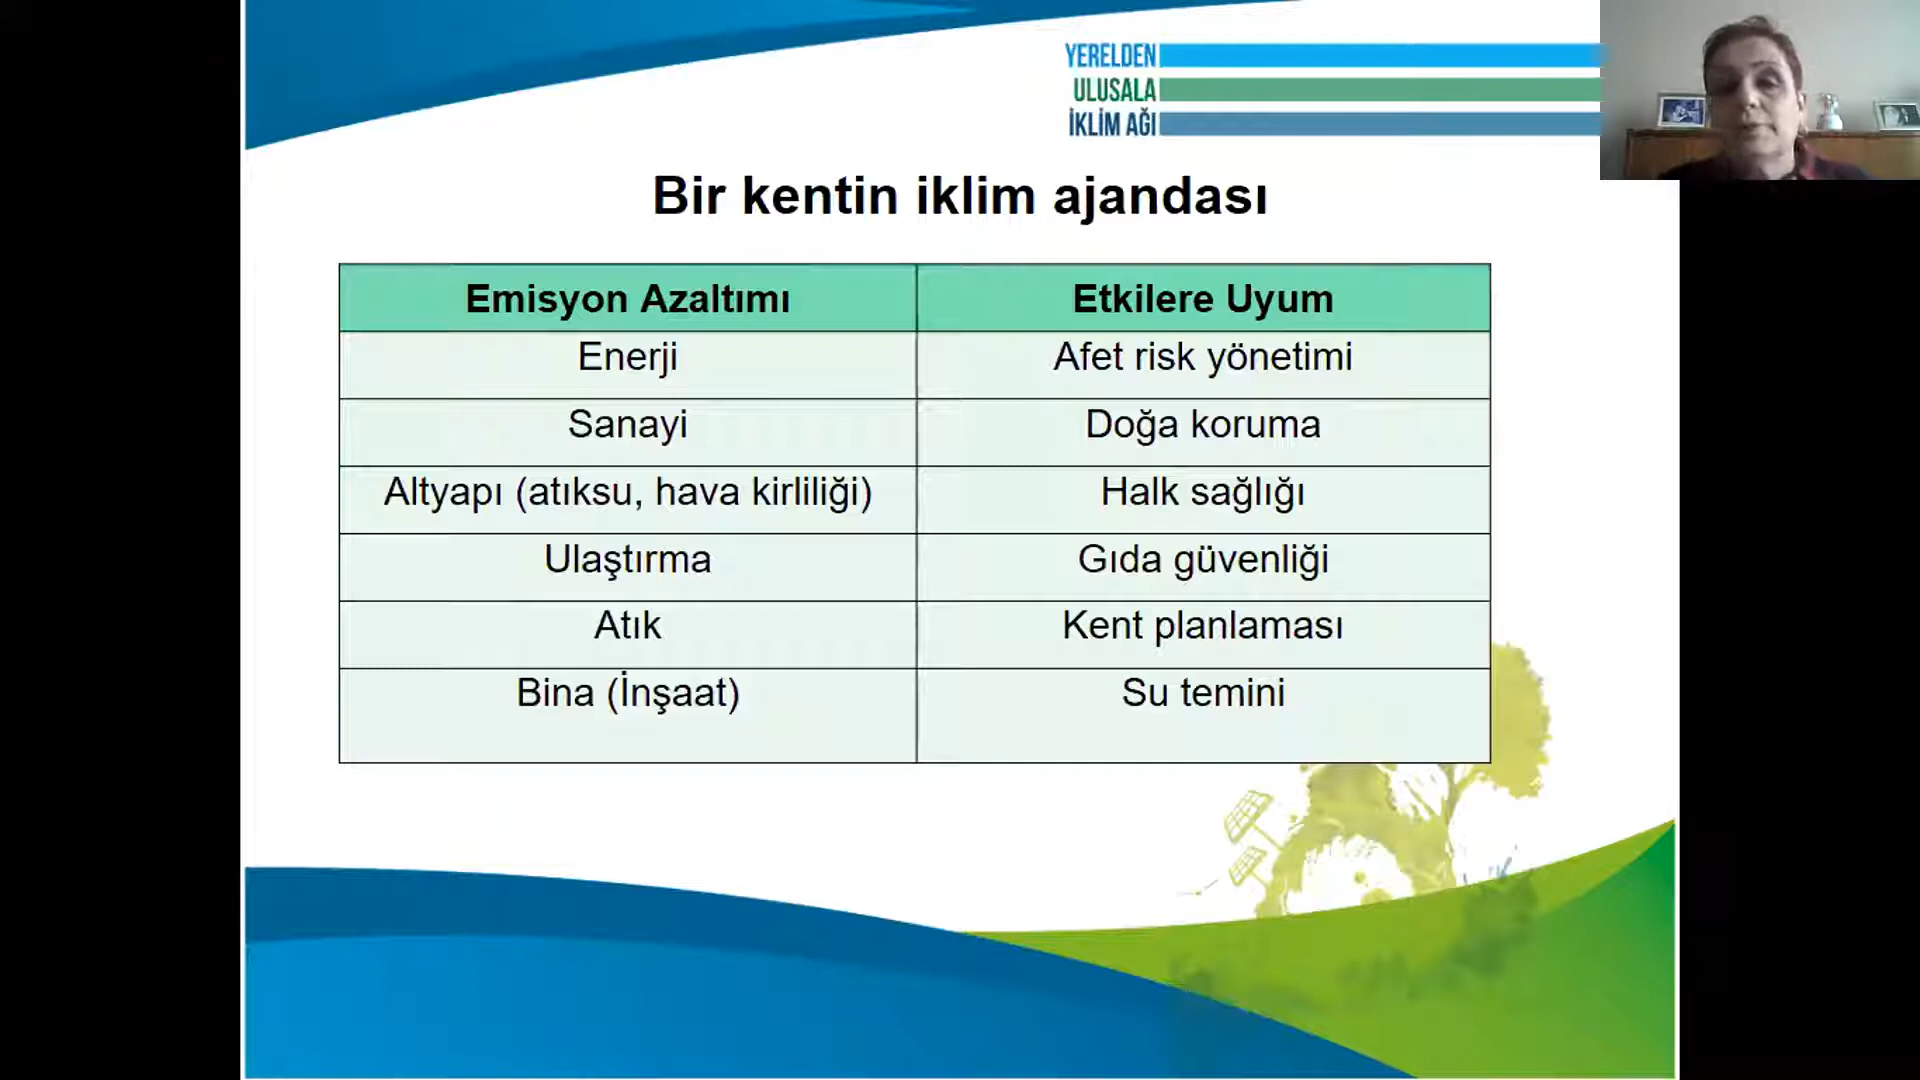 YERELDEN
ULUSALA
İKLİM AĞI
Bir kentin iklim ajandası
Emisyon Azaltımı Etkilere Uyum
Enerji Afet risk yönetimi
Sanayi Doğa koruma
Altyapı (atıksu, hava kirliliği) Halk sağlığı
Ulaştırma Gıda güvenliği
Atık Kent planlaması
Bina (İnşaat) Su temini